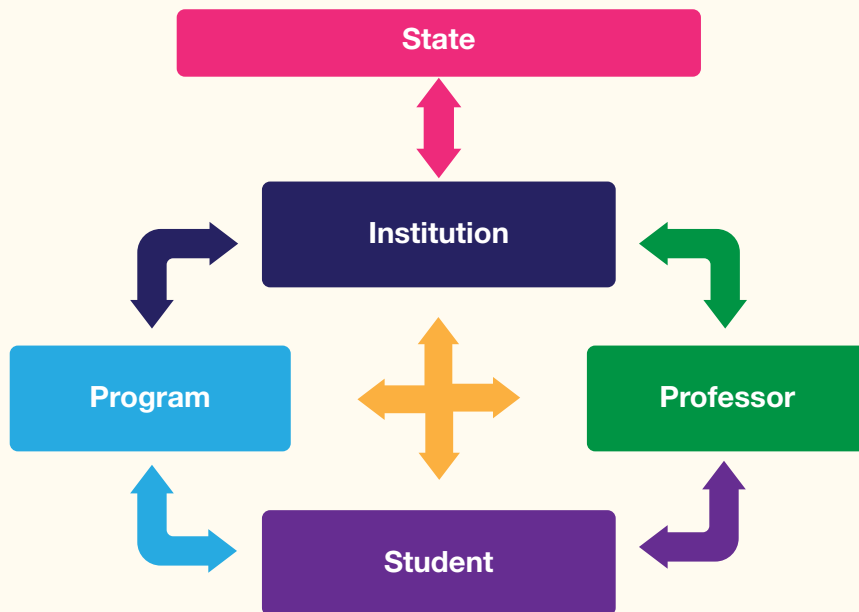 State
Institution
Program
Professor
Student